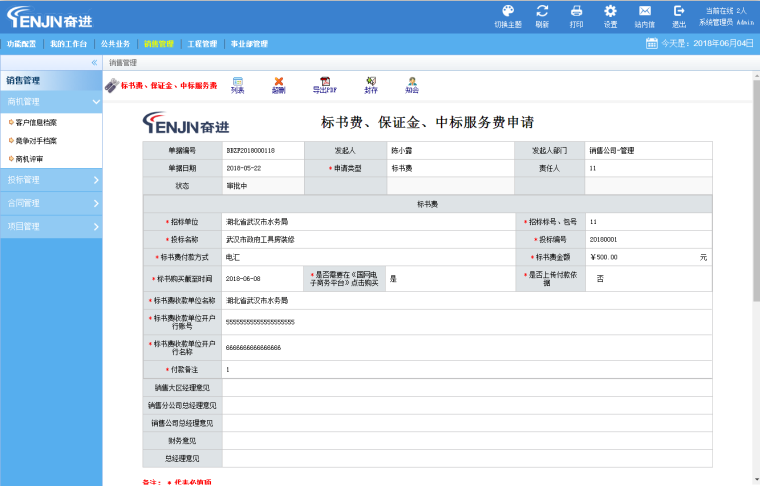 FENJIN奋进
切换主题 刷新 打印 设置 站内信 退出
当前在线 2人
系统管理员 Admin
功能配置 我的工作台 公共业务 销售管理 工程管理 事业部管理
今天是：2018年06月04日
«
销售管理
销售管理
商机管理
客户信息档案
竞争对手档案
商机评审
投标管理
合同管理
项目管理
标书费、保证金、中标服务费
列表 超删 导出PDF 封存 知会
FENJIN奋进
标书费、保证金、中标服务费申请
单据编号 BBZF2018000118 发起人 陈小露 发起人部门 销售公司-管理
单据日期 2018-05-22 * 申请类型 标书费 责任人 11
状态 审批中
标书费
* 招标单位 湖北省武汉市水务局 * 招标标号、包号 11
* 投标名称 武汉市政府工具房装修 * 投标编号 20180001
* 标书费付款方式 电汇 * 标书费金额 ￥500.00 元
* 标书购买截至时间 2018-06-08 * 是否需要在《国网电子商务平台》点击购买 是 * 是否上传付款依据 否
* 标书费收款单位名称 湖北省武汉市水务局
* 标书费收款单位开户行账号 55555555555555555555
* 标书费收款单位开户行名称 6666666666666666
* 付款备注 1
销售大区经理意见
销售分公司总经理意见
销售公司总经理意见
财务意见
总经理意见
备注： * 代表必填项